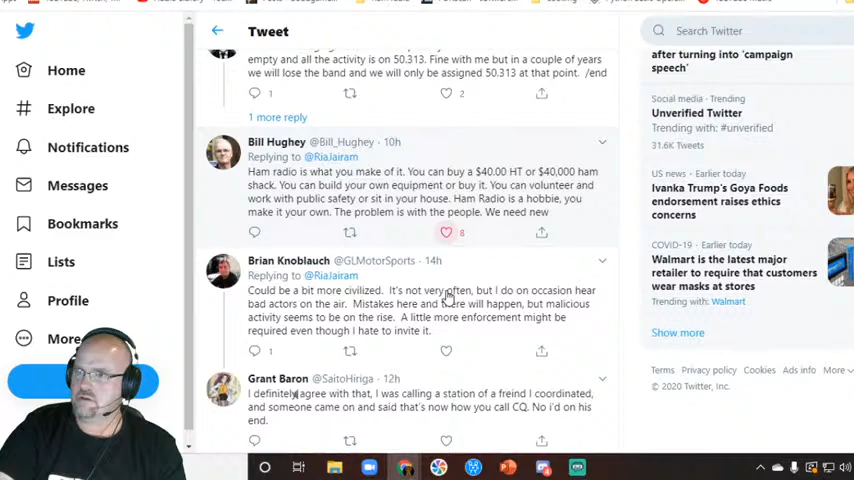 Tweet
Search Twitter
Home
Explore
Notifications
Messages
Bookmarks
Lists
Profile
More
empty and all the activity is on 50.313. Fine with me but in a couple of years
we will lose the band and we will only be assigned 50.313 at that point. /end
1
2
1 more reply
Bill Hughey @Bill_Hughey · 10h
Replying to @RiaJairam
Ham radio is what you make of it. You can buy a $40.00 HT or $40,000 ham
shack. You can build your own equipment or buy it. You can volunteer and
work with public safety or sit in your house. Ham Radio is a hobbie, you
make it your own. The problem is with the people. We need new
8
Brian Knoblauch @GLMotorSports · 14h
Replying to @RiaJairam
Could be a bit more civilized. It's not very often, but I do on occasion hear
bad actors on the air. Mistakes here and there will happen, but malicious
activity seems to be on the rise. A little more enforcement might be
required even though I hate to invite it.
1
Grant Baron @SaitoHiriga · 12h
I definitely agree with that, I was calling a station of a freind I coordinated,
and someone came on and said that's now how you call CQ. No i'd on his
end.
after turning into 'campaign
speech'
Social media · Trending
Unverified Twitter
Trending with: #unverified
31.6K Tweets
US news · Earlier today
Ivanka Trump's Goya Foods
endorsement raises ethics
concerns
COVID-19 · Earlier today
Walmart is the latest major
retailer to require that customers
wear masks at stores
Trending with: Walmart
Show more
Terms Privacy policy Cookies Ads info More
© 2020 Twitter, Inc.